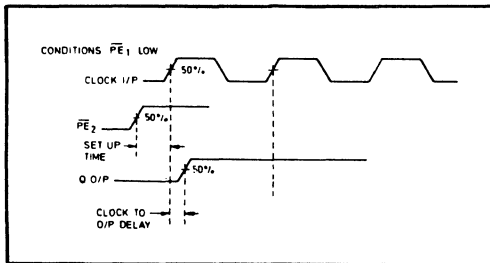 CONDITIONS PE1 LOW
CLOCK I/P
50%
PE2
50%
SET UP
TIME
Q O/P
50%
CLOCK TO
O/P DELAY